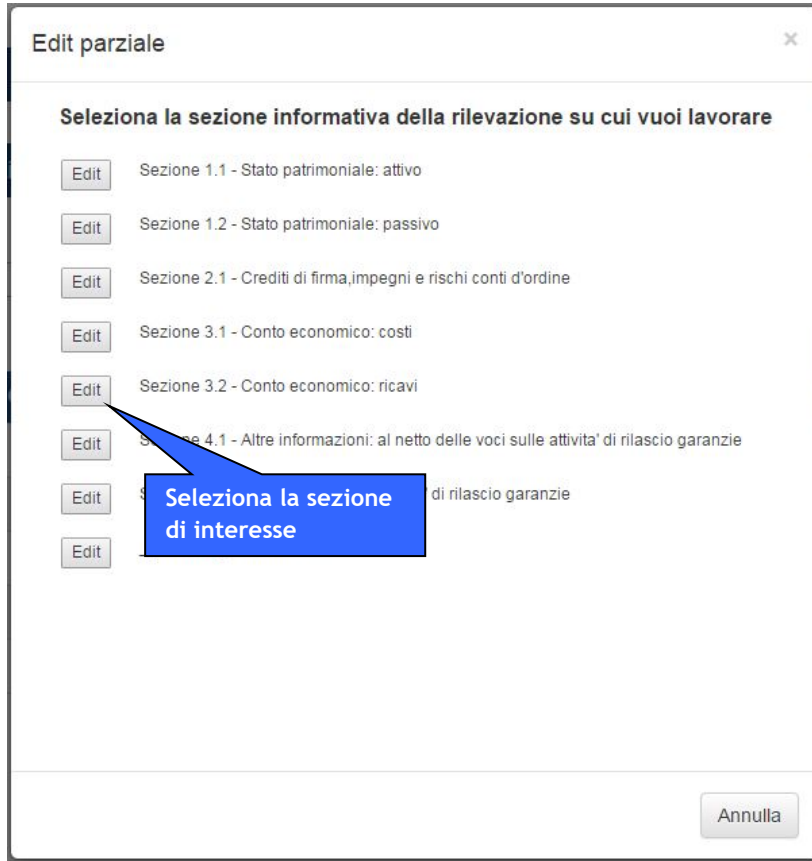 Edit parziale ×
Seleziona la sezione informativa della rilevazione su cui vuoi lavorare
Edit Sezione 1.1 - Stato patrimoniale: attivo
Edit Sezione 1.2 - Stato patrimoniale: passivo
Edit Sezione 2.1 - Crediti di firma,impegni e rischi conti d'ordine
Edit Sezione 3.1 - Conto economico: costi
Edit Sezione 3.2 - Conto economico: ricavi
Edit 4.1 - Altre informazioni: al netto delle voci sulle attivita' di rilascio garanzie
Edit di rilascio garanzie
Edit
Seleziona la sezione
di interesse
Annulla